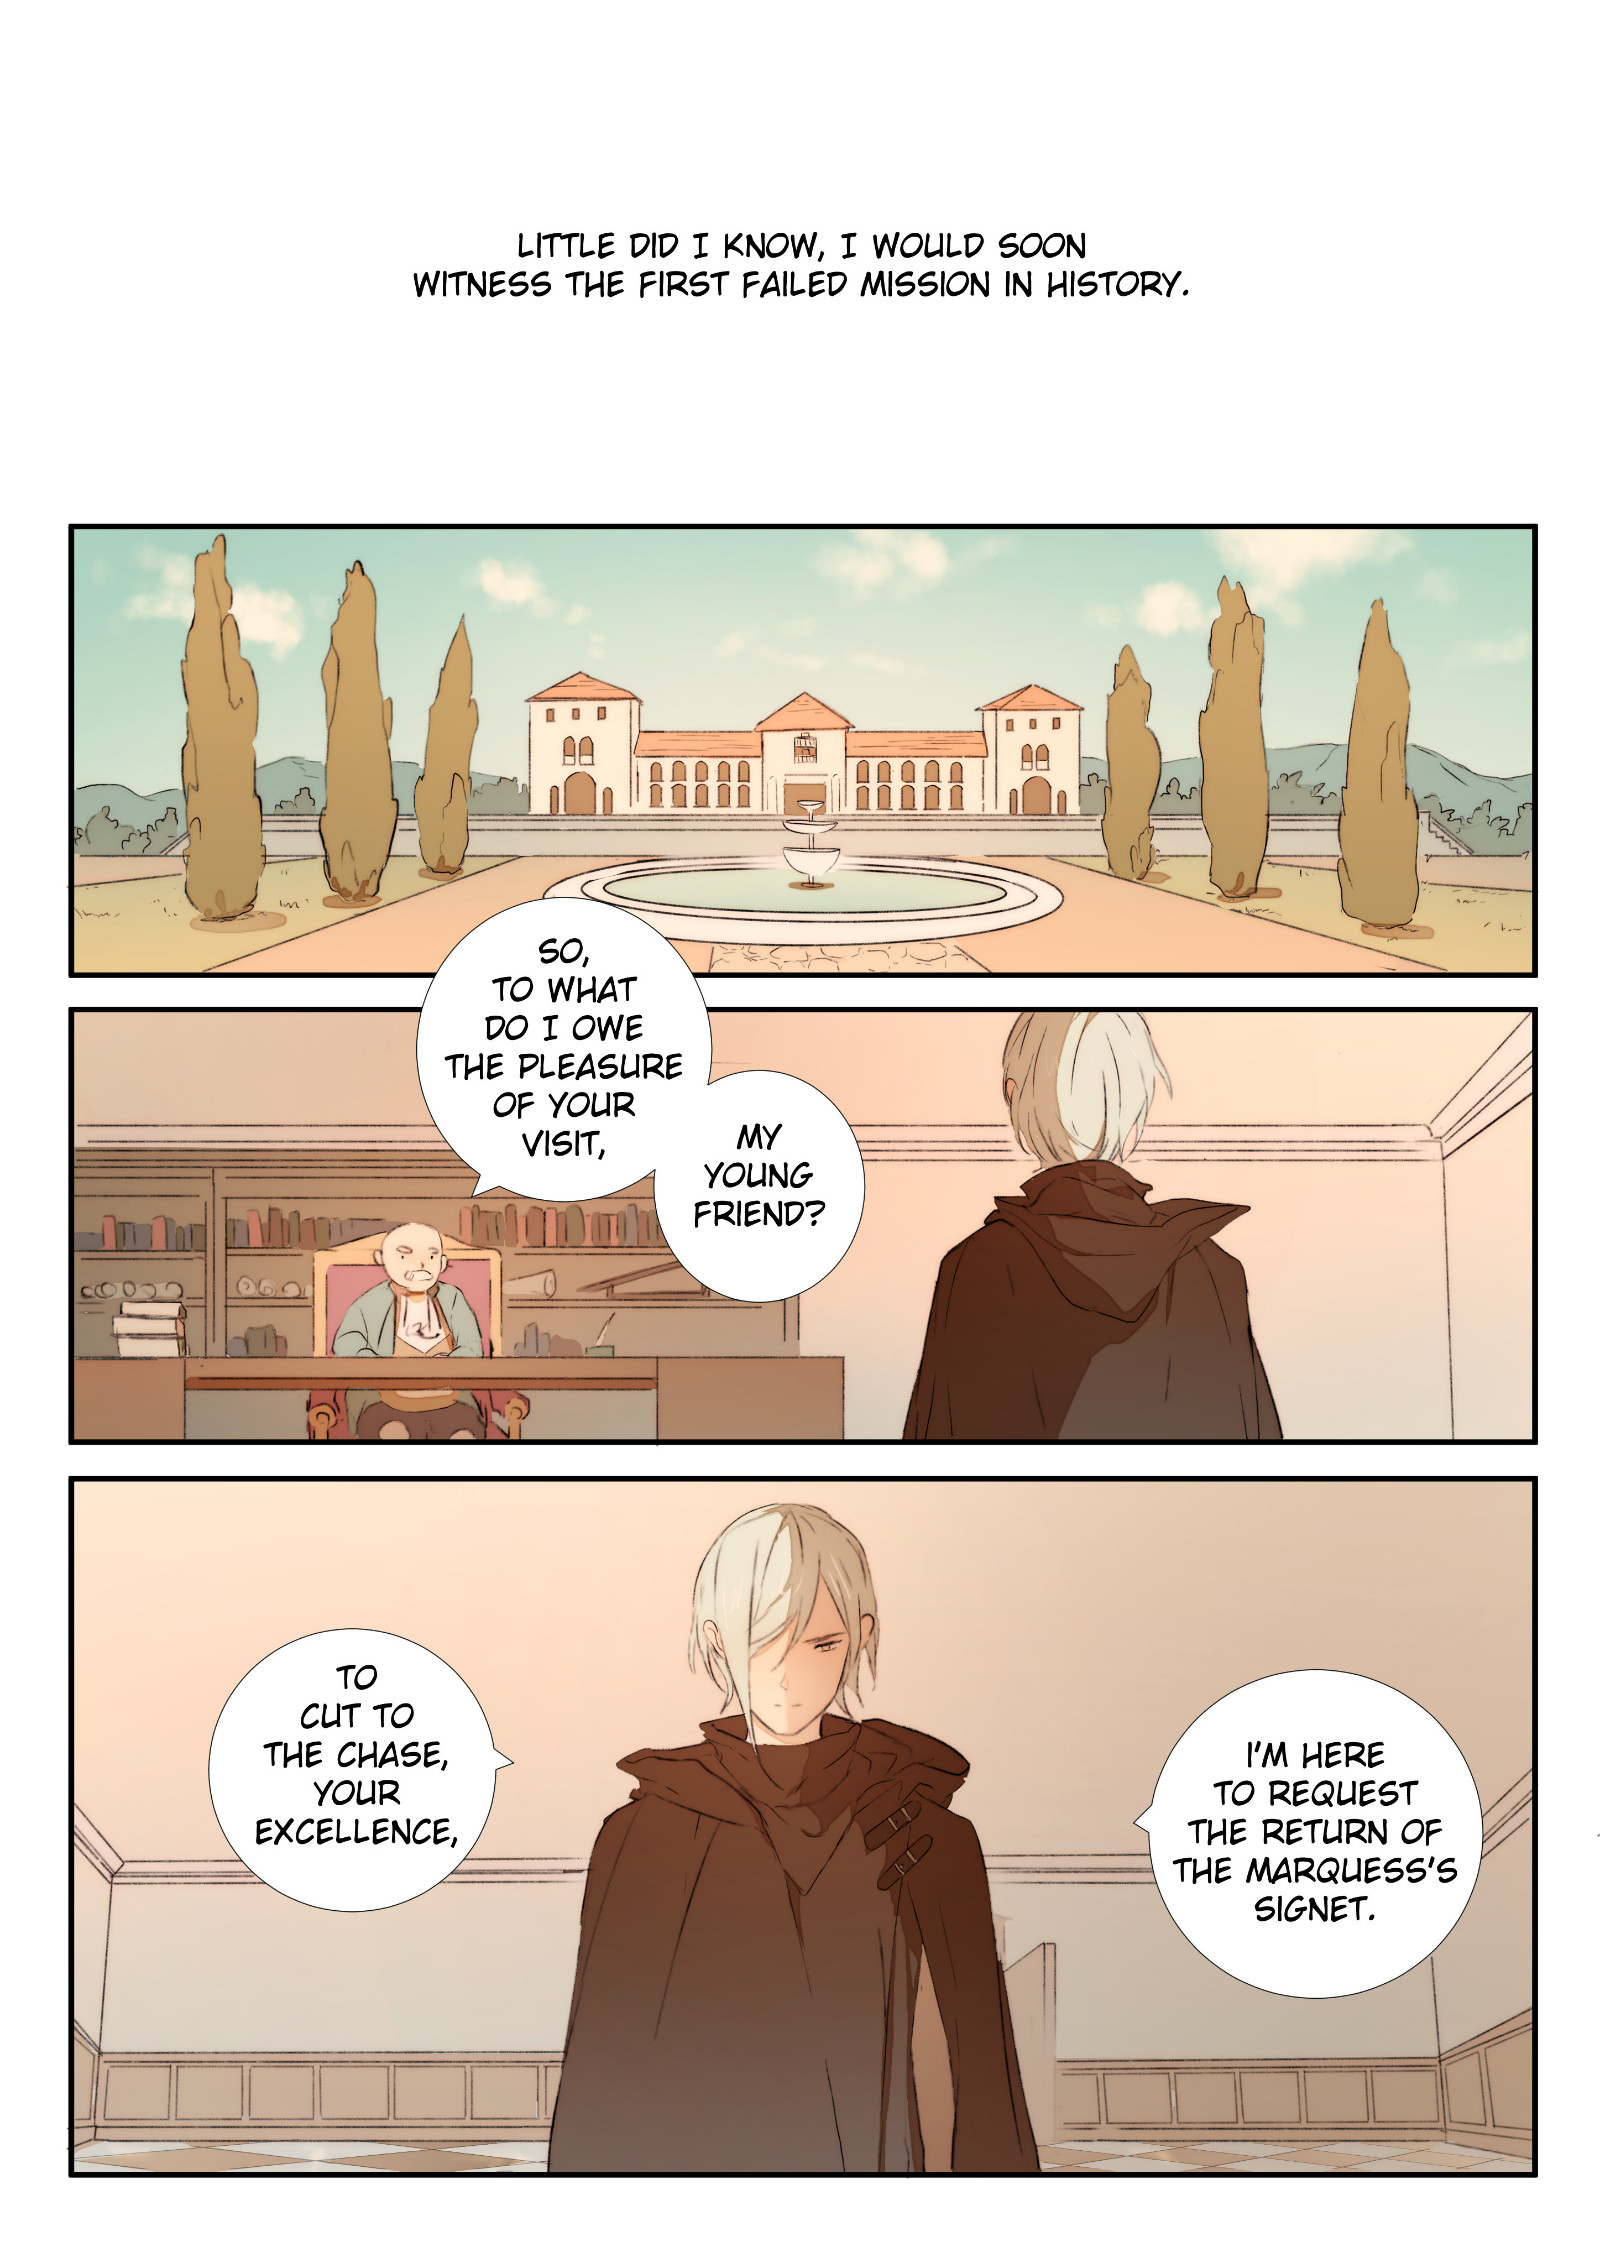 LITTLE DID I KNOW, I WOULD SOON
WITNESS THE FIRST FAILED MISSION IN HISTORY.
SO,
TO WHAT
DO I OWE
THE PLEASURE
OF YOUR
VISIT,
MY
YOUNG
FRIEND?
TO
CUT TO
THE CHASE,
YOUR
EXCELLENCE,
I'M HERE
TO REQUEST
THE RETURN OF
THE MARQUESS'S
SIGNET.